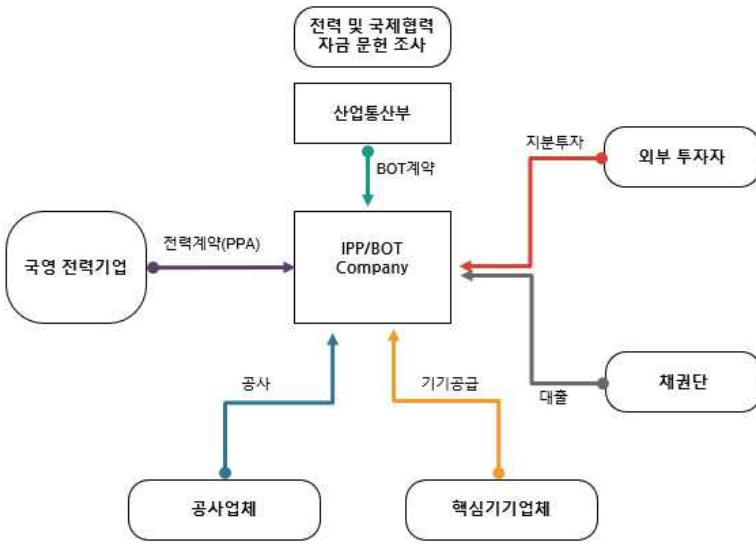 전력 및 국제협력
자금 문헌 조사
산업통산부
BOT계약
지분투자
외부 투자자
국영 전력기업
전력계약(PPA)
IPP/BOT
Company
공사
기기공급
대출
채권단
공사업체
핵심기기업체